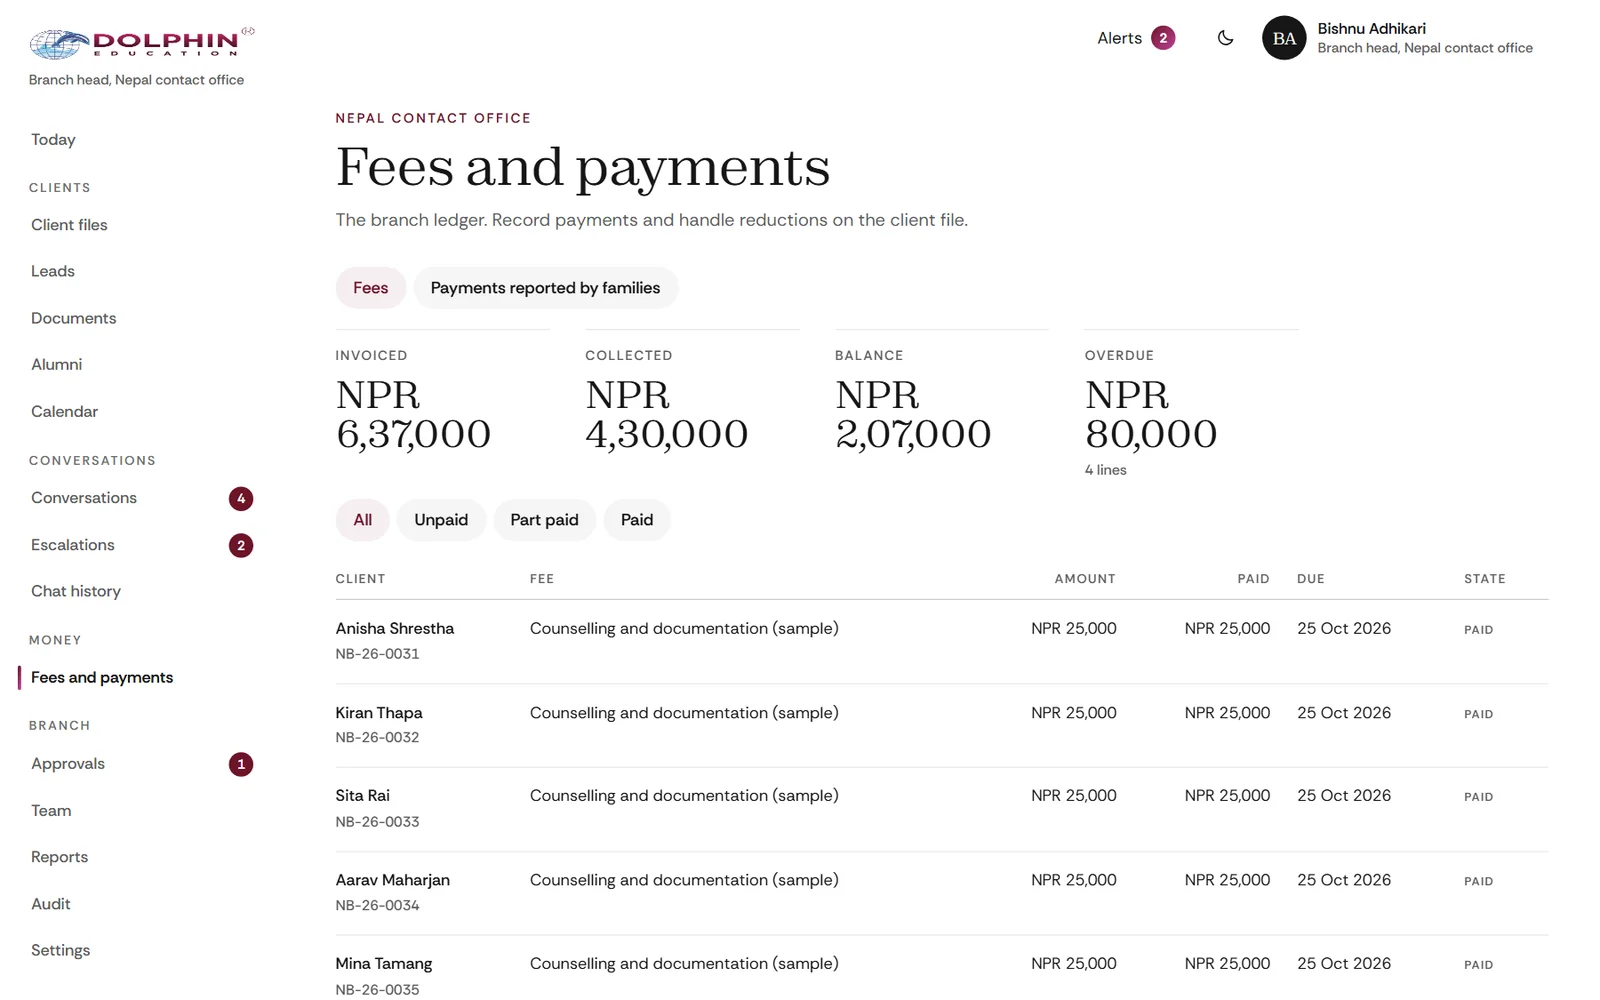 DOLPHIN
EDUCATION
Branch head, Nepal contact office
Today
CLIENTS
Client files
Leads
Documents
Alumni
Calendar
CONVERSATIONS
Conversations 4
Escalations 2
Chat history
MONEY
Fees and payments
BRANCH
Approvals 1
Team
Reports
Audit
Settings
Alerts 2
BA
Bishnu Adhikari
Branch head, Nepal contact office
NEPAL CONTACT OFFICE
Fees and payments
The branch ledger. Record payments and handle reductions on the client file.
Fees Payments reported by families
INVOICED COLLECTED BALANCE OVERDUE
NPR NPR NPR NPR
6,37,000 4,30,000 2,07,000 80,000
4 lines
All Unpaid Part paid Paid
CLIENT FEE AMOUNT PAID DUE STATE
Anisha Shrestha Counselling and documentation (sample) NPR 25,000 NPR 25,000 25 Oct 2026 PAID
NB-26-0031
Kiran Thapa Counselling and documentation (sample) NPR 25,000 NPR 25,000 25 Oct 2026 PAID
NB-26-0032
Sita Rai Counselling and documentation (sample) NPR 25,000 NPR 25,000 25 Oct 2026 PAID
NB-26-0033
Aarav Maharjan Counselling and documentation (sample) NPR 25,000 NPR 25,000 25 Oct 2026 PAID
NB-26-0034
Mina Tamang Counselling and documentation (sample) NPR 25,000 NPR 25,000 25 Oct 2026 PAID
NB-26-0035